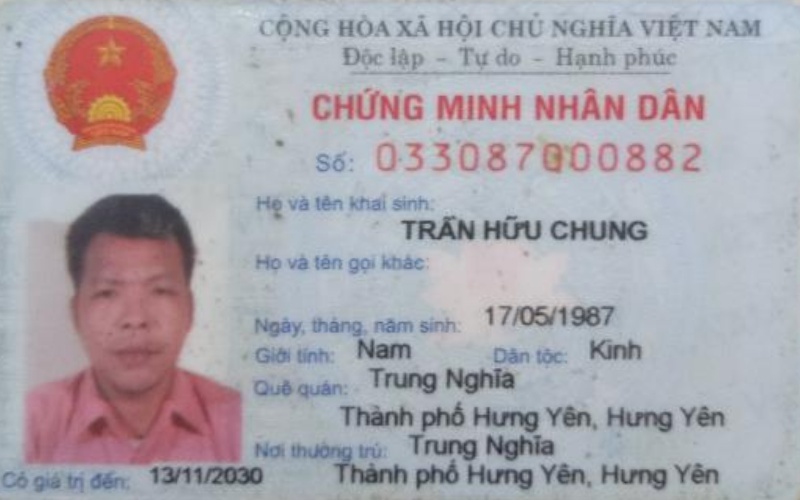 CỘNG HÒA XÃ HỘI CHỦ NGHĨA VIỆT NAM
Độc lập - Tự do - Hạnh phúc
CHỨNG MINH NHÂN DÂN
Số: 033087000882
Họ và tên khai sinh:
TRẦN HỮU CHUNG
Họ và tên gọi khác:
Ngày, tháng, năm sinh: 17/05/1987
Giới tính: Nam Dân tộc: Kinh
Quê quán: Trung Nghĩa
Thành phố Hưng Yên, Hưng Yên
Nơi thường trú: Trung Nghĩa
Có giá trị đến: 13/11/2030 Thành phố Hưng Yên, Hưng Yên